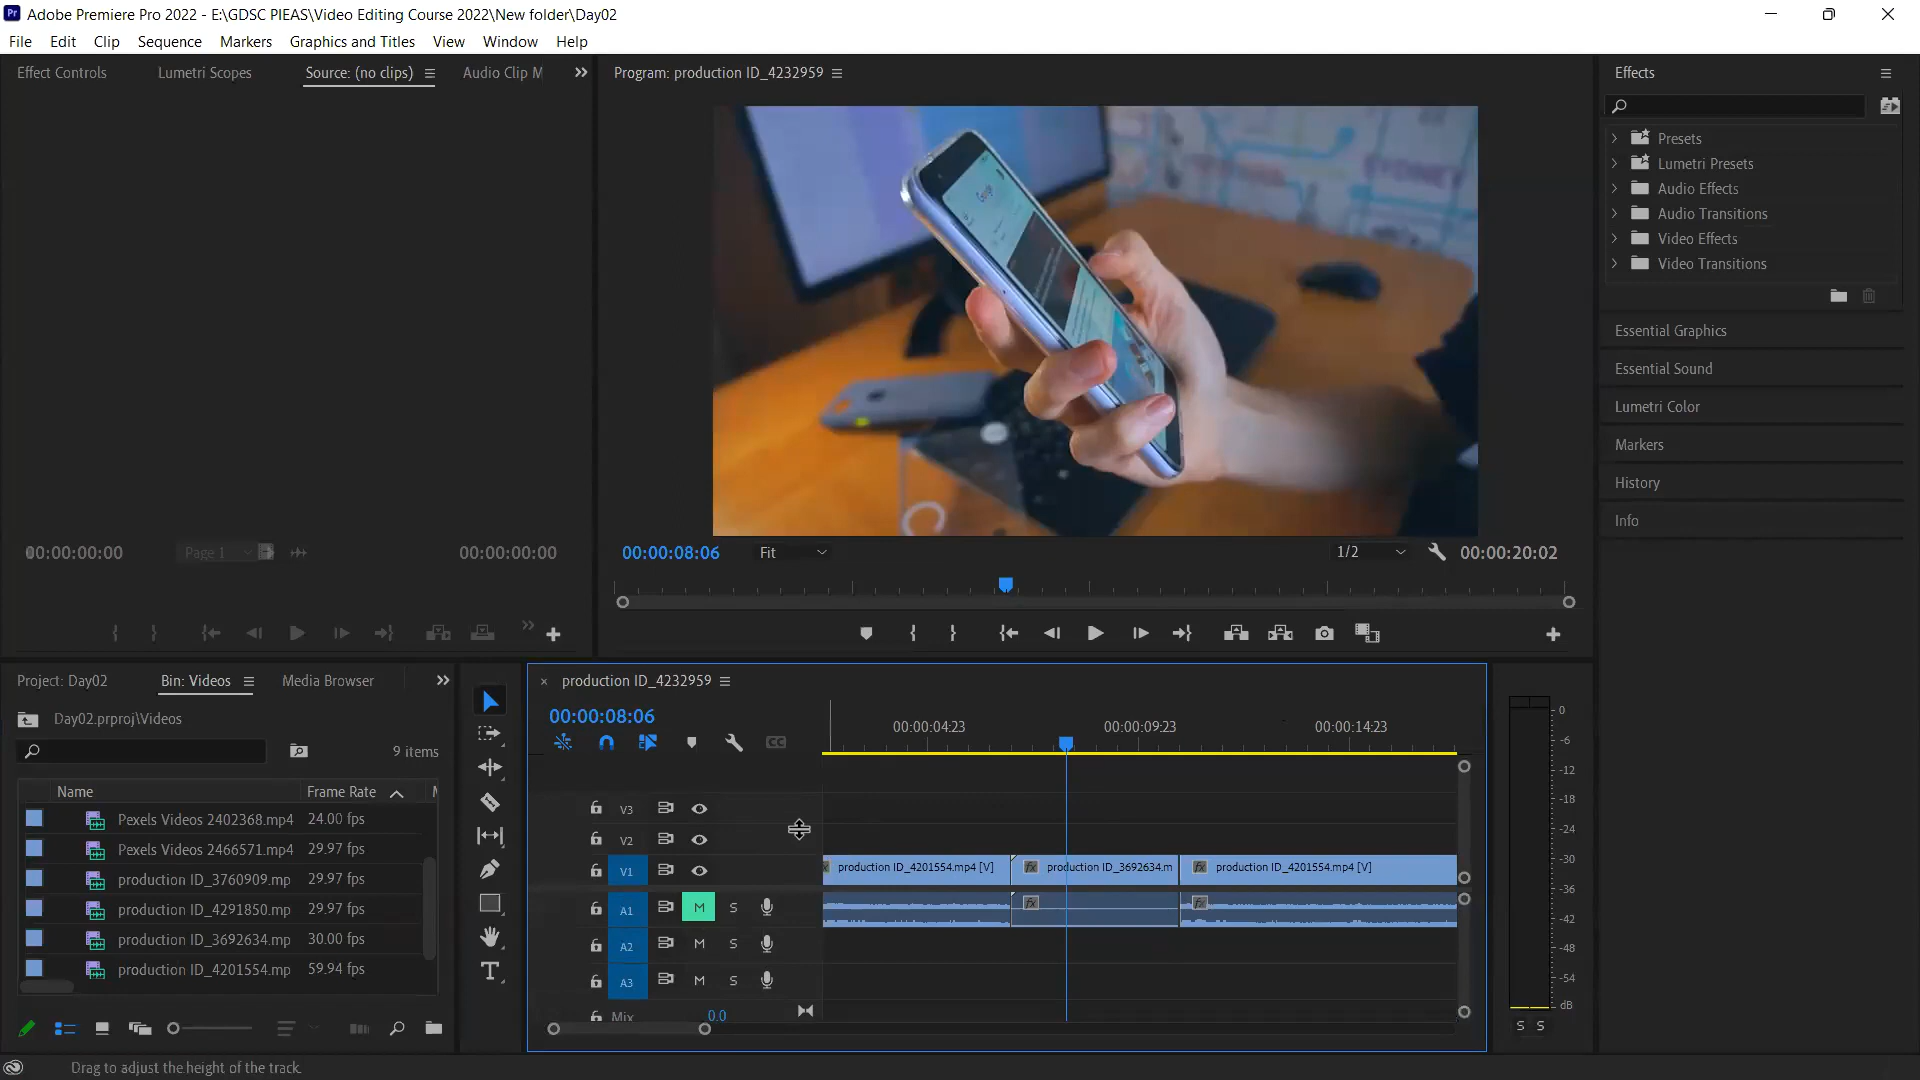 Adobe Premiere Pro 2022 - E:\GDSC PIEAS\Video Editing Course 2022\New folder\Day02
File Edit Clip Sequence Markers Graphics and Titles View Window Help
Effect Controls Lumetri Scopes Source: (no clips) Audio Clip M
Program: production ID_4232959
Effects
Presets
Lumetri Presets
Audio Effects
Audio Transitions
Video Effects
Video Transitions
Essential Graphics
Essential Sound
Lumetri Color
Markers
History
Info
00:00:00:00 Page 1 00:00:00:00
00:00:08:06 Fit 1/2 00:00:20:02
Project: Day02 Bin: Videos Media Browser
Day02.prproj\Videos
9 items
Name Frame Rate
Pexels Videos 2402368.mp4 24.00 fps
Pexels Videos 2466571.mp4 29.97 fps
production ID_3760909.mp 29.97 fps
production ID_4291850.mp 29.97 fps
production ID_3692634.mp 30.00 fps
production ID_4201554.mp 59.94 fps
production ID_4232959
00:00:08:06
00:00:04:23 00:00:09:23 00:00:14:23
V3
V2
V1 production ID_4201554.mp4 [V] fx production ID_3692634.m fx production ID_4201554.mp4 [V]
A1 M S fx fx
A2 M S
A3 M S
Mix 0.0
0
-6
-12
-18
-24
-30
-36
-42
-48
-54
dB
S S
Drag to adjust the height of the track.